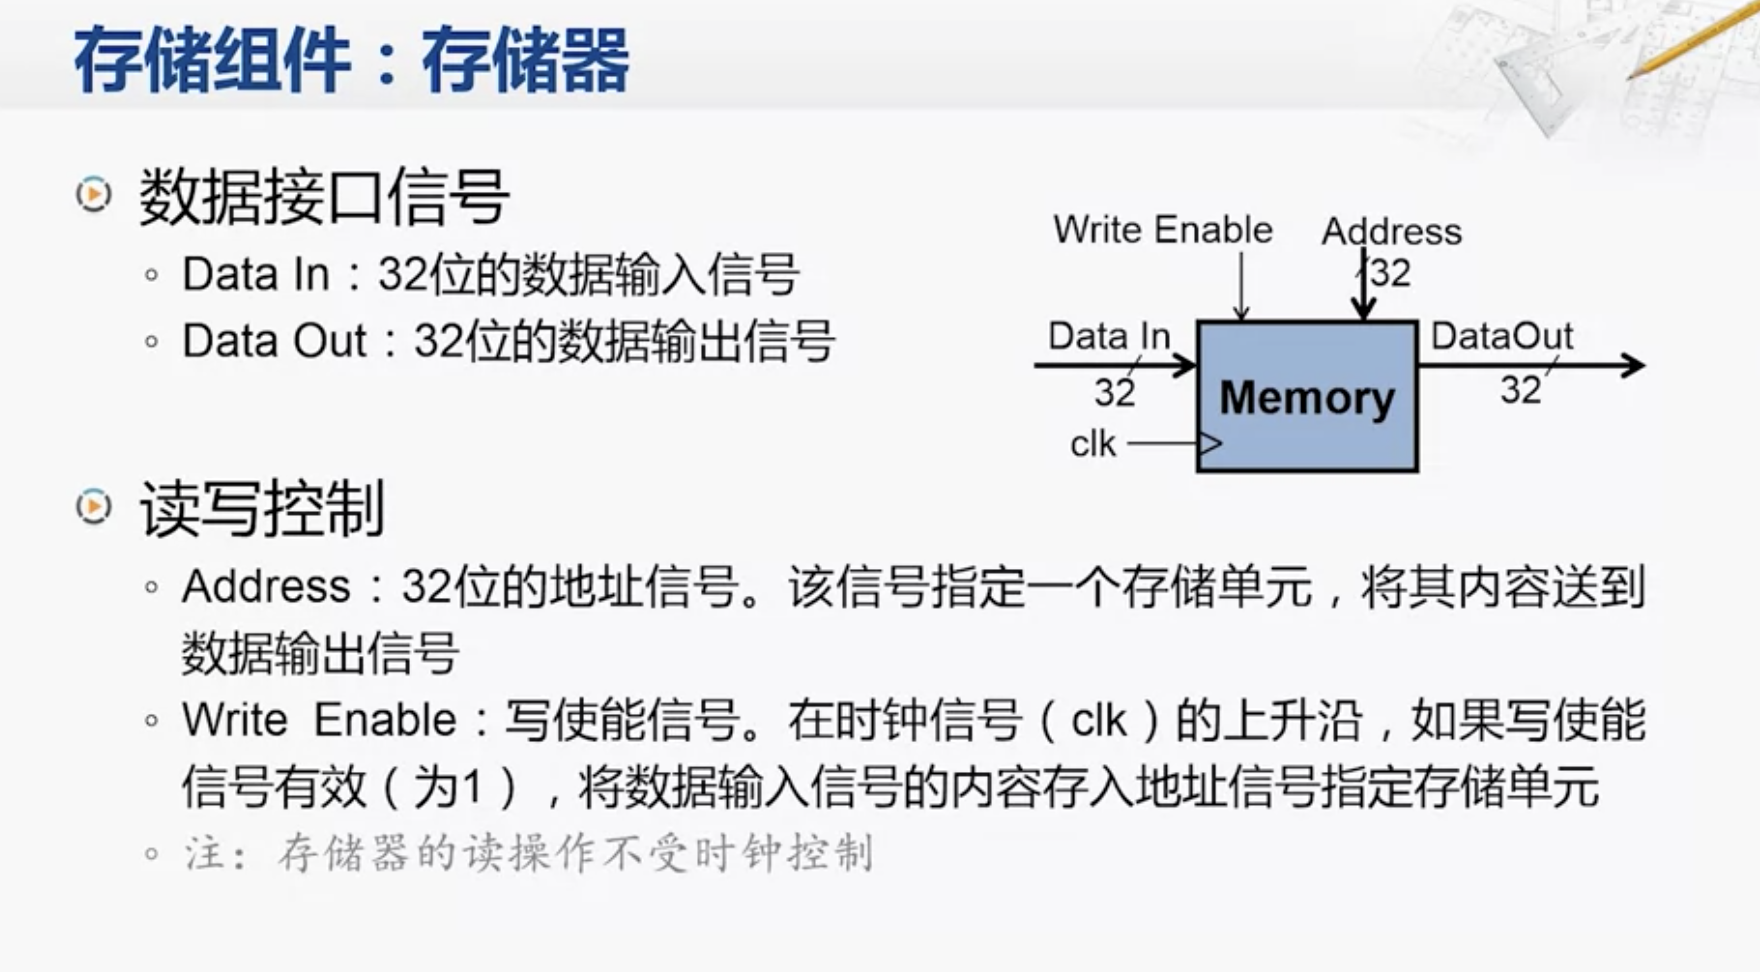 存储组件：存储器
数据接口信号
Data In：32位的数据输入信号
Data Out：32位的数据输出信号
Write Enable
Address
32
Data In
32
clk
Memory
DataOut
32
读写控制
Address：32位的地址信号。该信号指定一个存储单元，将其内容送到
数据输出信号
Write Enable：写使能信号。在时钟信号（clk）的上升沿，如果写使能
信号有效（为1），将数据输入信号的内容存入地址信号指定存储单元
注：存储器的读操作不受时钟控制